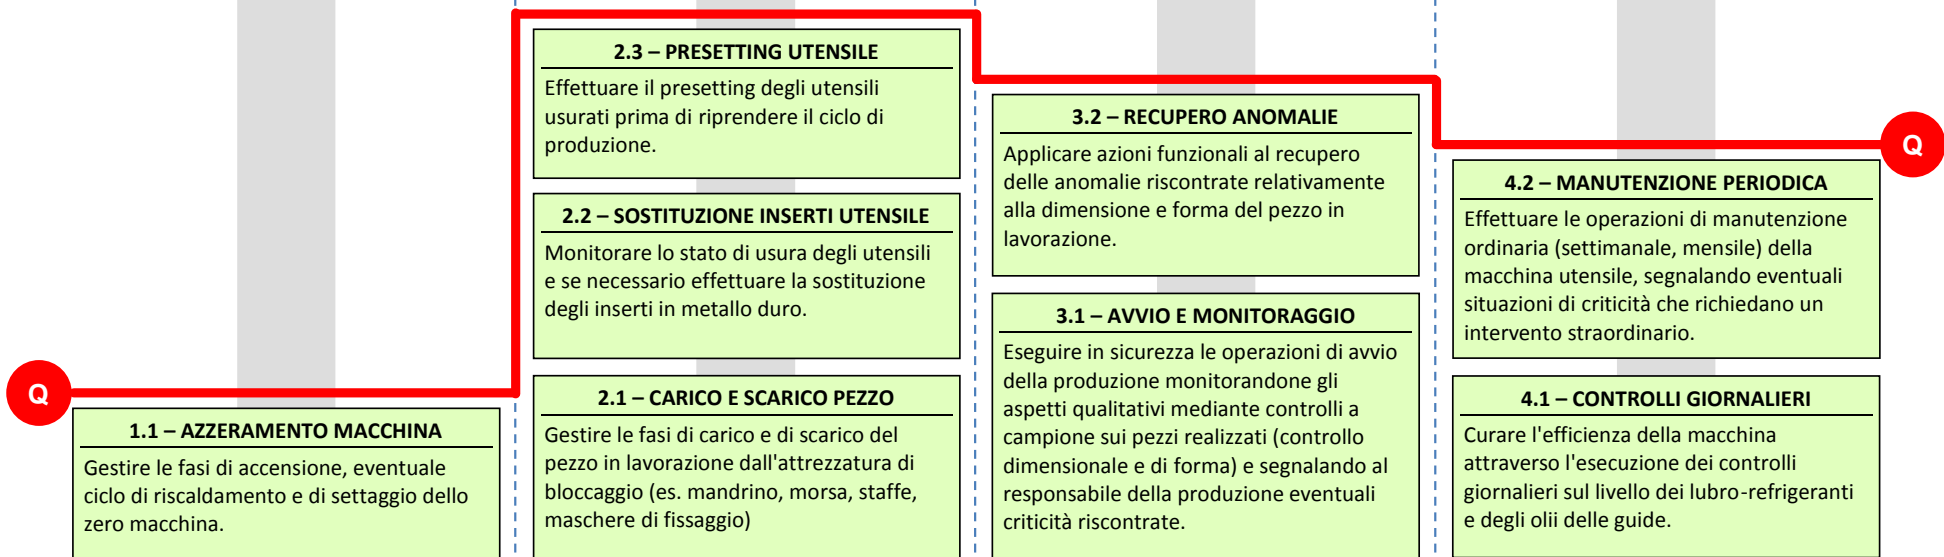 Q
1.1 – AZZERAMENTO MACCHINA
Gestire le fasi di accensione, eventuale
ciclo di riscaldamento e di settaggio dello
zero macchina.
2.3 – PRESETTING UTENSILE
Effettuare il presetting degli utensili
usurati prima di riprendere il ciclo di
produzione.
2.2 – SOSTITUZIONE INSERTI UTENSILE
Monitorare lo stato di usura degli utensili
e se necessario effettuare la sostituzione
degli inserti in metallo duro.
2.1 – CARICO E SCARICO PEZZO
Gestire le fasi di carico e di scarico del
pezzo in lavorazione dall'attrezzatura di
bloccaggio (es. mandrino, morsa, staffe,
maschere di fissaggio)
3.2 – RECUPERO ANOMALIE
Applicare azioni funzionali al recupero
delle anomalie riscontrate relativamente
alla dimensione e forma del pezzo in
lavorazione.
3.1 – AVVIO E MONITORAGGIO
Eseguire in sicurezza le operazioni di avvio
della produzione monitorandone gli
aspetti qualitativi mediante controlli a
campione sui pezzi realizzati (controllo
dimensionale e di forma) e segnalando al
responsabile della produzione eventuali
criticità riscontrate.
Q
4.2 – MANUTENZIONE PERIODICA
Effettuare le operazioni di manutenzione
ordinaria (settimanale, mensile) della
macchina utensile, segnalando eventuali
situazioni di criticità che richiedano un
intervento straordinario.
4.1 – CONTROLLI GIORNALIERI
Curare l'efficienza della macchina
attraverso l'esecuzione dei controlli
giornalieri sul livello dei lubro-refrigeranti
e degli olii delle guide.